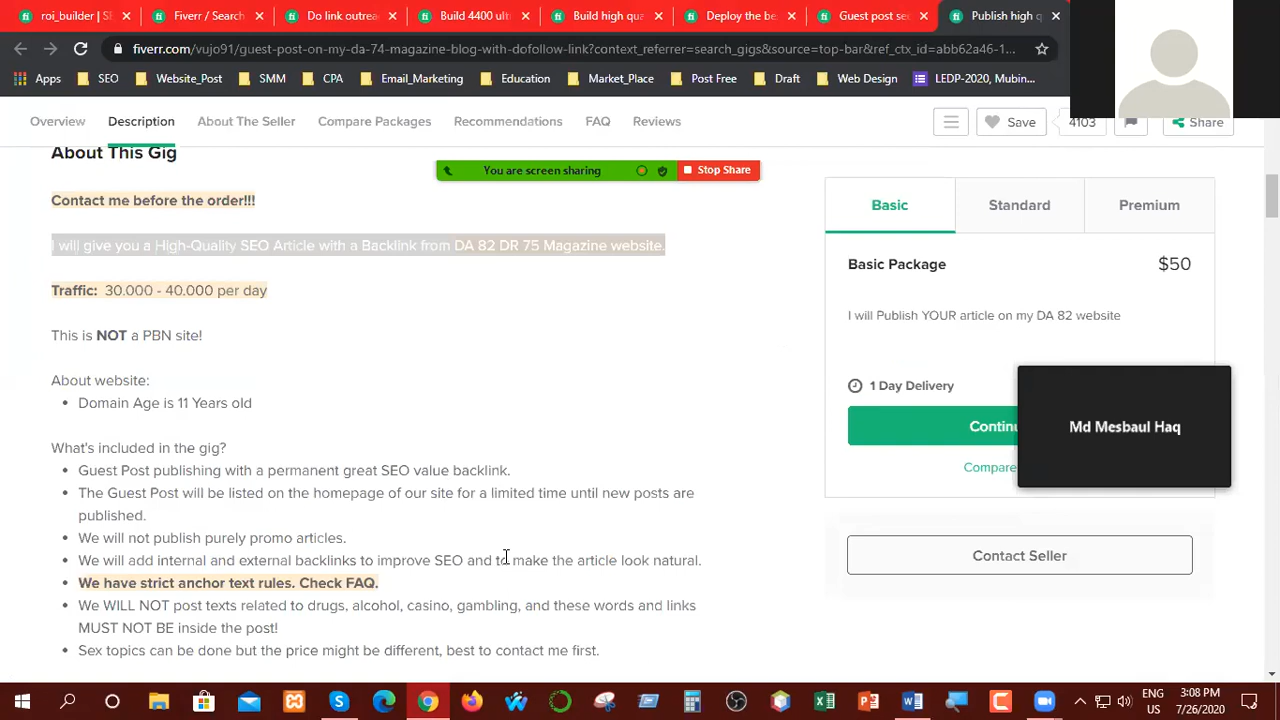 roi_builder | S
Fiverr / Search
Do link outrea
Build 4400 ult
Build high qua
Deploy the be
Guest post se
Publish high q
fiverr.com/vujo91/guest-post-on-my-da-74-magazine-blog-with-dofollow-link?context_referrer=search_gigs&source=top-bar&ref_ctx_id=abb62a46-1...
Apps SEO Website_Post SMM CPA Email_Marketing Education Market_Place Post Free Draft Web Design LEDP-2020, Mubin...
Overview Description About The Seller Compare Packages Recommendations FAQ Reviews Save 4103 Share
About This Gig
You are screen sharing Stop Share
Contact me before the order!!!
I will give you a High-Quality SEO Article with a Backlink from DA 82 DR 75 Magazine website.
Traffic: 30.000 - 40.000 per day
This is NOT a PBN site!
About website:
• Domain Age is 11 Years old
What's included in the gig?
• Guest Post publishing with a permanent great SEO value backlink.
• The Guest Post will be listed on the homepage of our site for a limited time until new posts are
published.
• We will not publish purely promo articles.
• We will add internal and external backlinks to improve SEO and to make the article look natural.
• We have strict anchor text rules. Check FAQ.
• We WILL NOT post texts related to drugs, alcohol, casino, gambling, and these words and links
MUST NOT BE inside the post!
• Sex topics can be done but the price might be different, best to contact me first.
Basic Standard Premium
Basic Package $50
I will Publish YOUR article on my DA 82 website
1 Day Delivery
Continu
Compare
Md Mesbaul Haq
Contact Seller
ENG
US
3:08 PM
7/26/2020